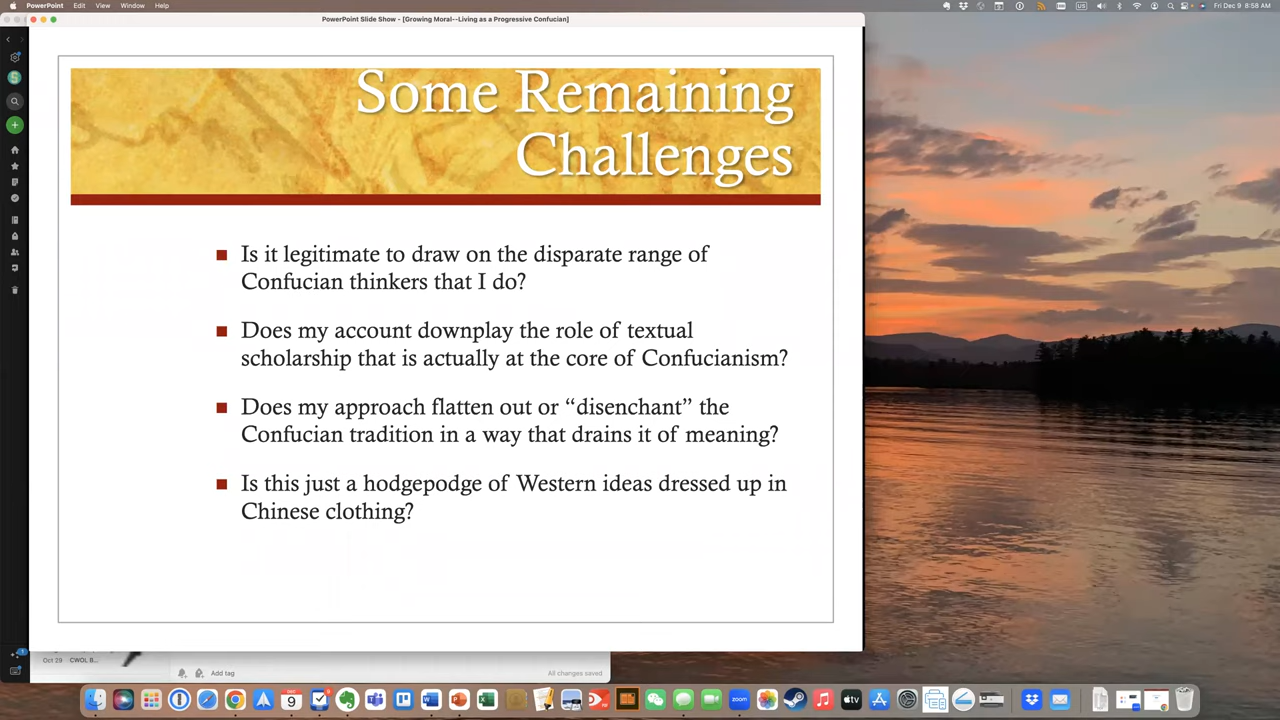 PowerPoint Edit View Window Help
Fri Dec 9 8:58 AM
PowerPoint Slide Show - [Growing Moral--Living as a Progressive Confucian]
Some Remaining
Challenges
Is it legitimate to draw on the disparate range of
Confucian thinkers that I do?
Does my account downplay the role of textual
scholarship that is actually at the core of Confucianism?
Does my approach flatten out or “disenchant” the
Confucian tradition in a way that drains it of meaning?
Is this just a hodgepodge of Western ideas dressed up in
Chinese clothing?
Oct 29 CWOL B...
Add tag
All changes saved
zoom
tv